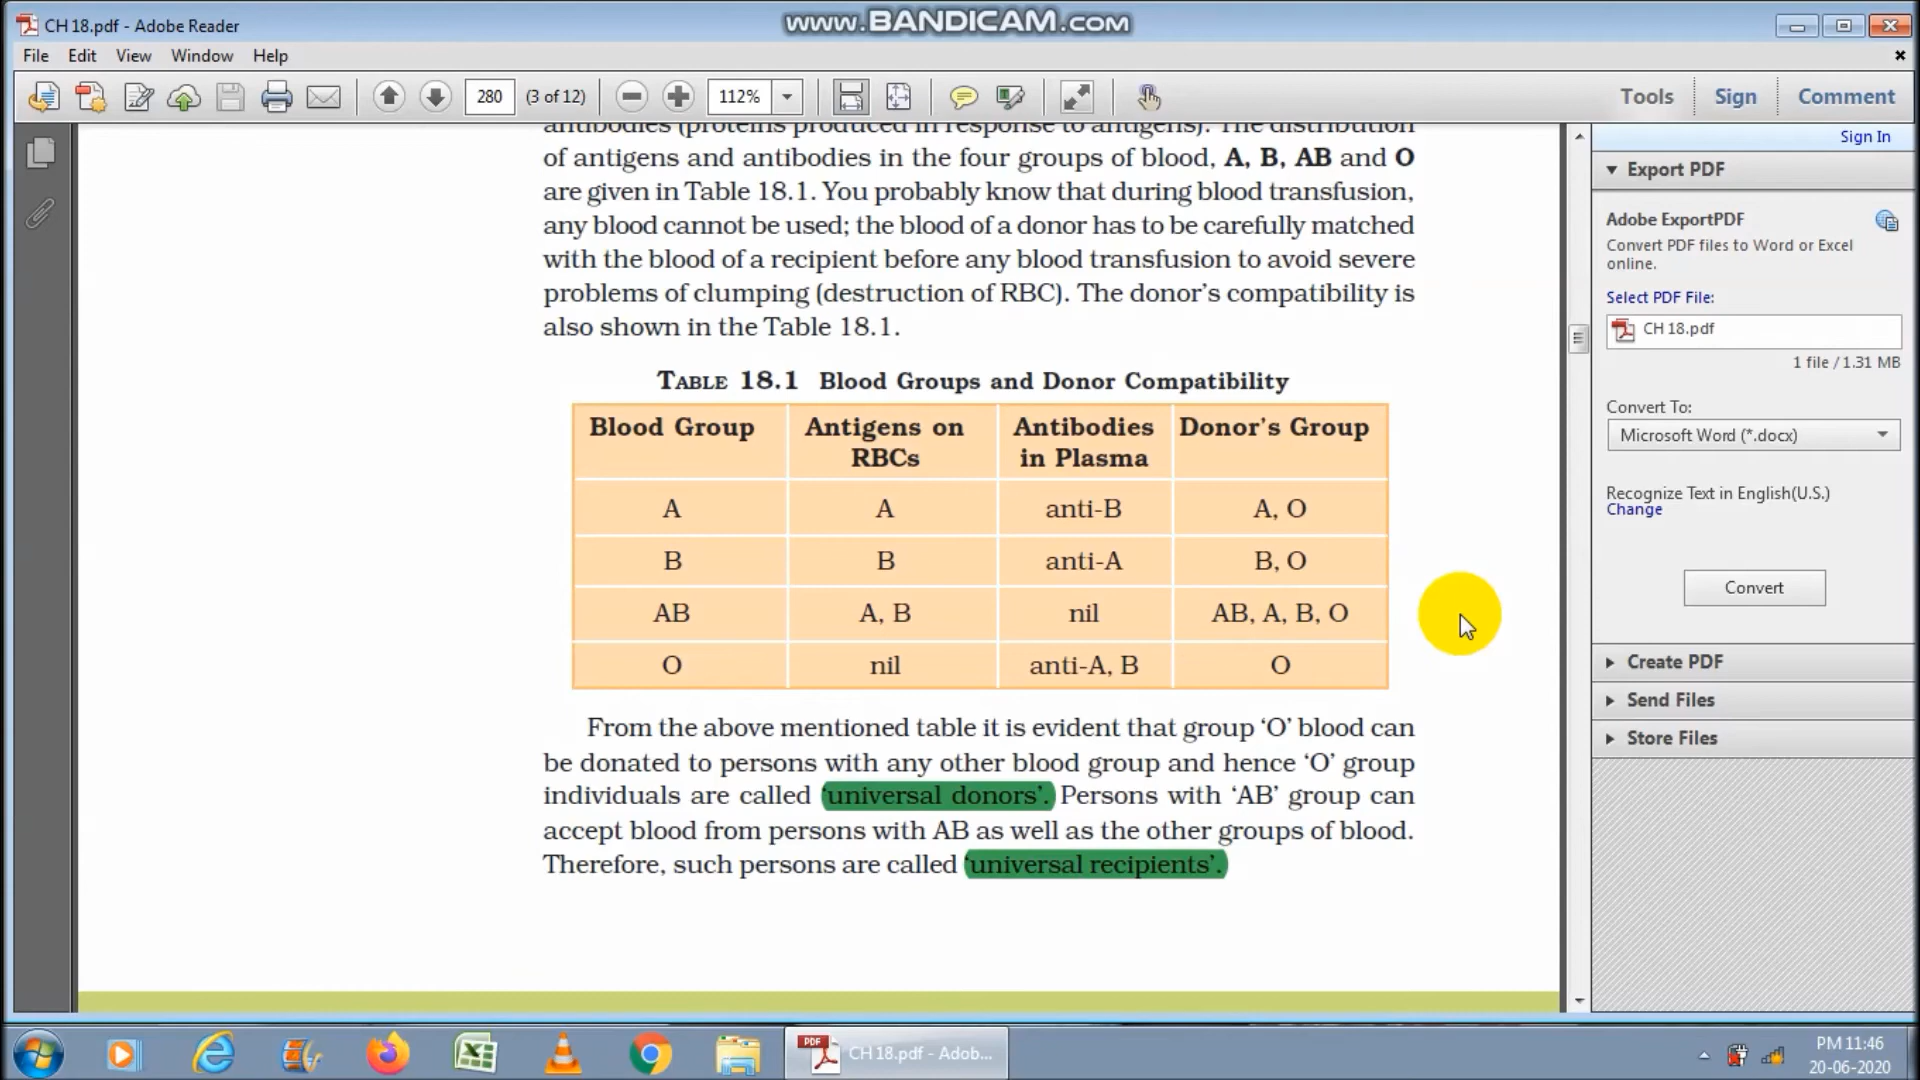 CH 18.pdf - Adobe Reader
www.BANDICAM.com
File Edit View Window Help
280 (3 of 12) 112% Tools Sign Comment
Sign In
antibodies (proteins produced in response to antigens). The distribution
of antigens and antibodies in the four groups of blood, A, B, AB and O
are given in Table 18.1. You probably know that during blood transfusion,
any blood cannot be used; the blood of a donor has to be carefully matched
with the blood of a recipient before any blood transfusion to avoid severe
problems of clumping (destruction of RBC). The donor's compatibility is
also shown in the Table 18.1.
TABLE 18.1 Blood Groups and Donor Compatibility
Blood Group Antigens on RBCs Antibodies in Plasma Donor's Group
A A anti-B A, O
B B anti-A B, O
AB A, B nil AB, A, B, O
O nil anti-A, B O
From the above mentioned table it is evident that group 'O' blood can
be donated to persons with any other blood group and hence 'O' group
individuals are called 'universal donors'. Persons with 'AB' group can
accept blood from persons with AB as well as the other groups of blood.
Therefore, such persons are called 'universal recipients'.
Export PDF
Adobe ExportPDF
Convert PDF files to Word or Excel
online.
Select PDF File:
CH 18.pdf
1 file / 1.31 MB
Convert To:
Microsoft Word (*.docx)
Recognize Text in English(U.S.)
Change
Convert
Create PDF
Send Files
Store Files
PDF
CH 18.pdf - Adob...
PM 11:46
20-06-2020